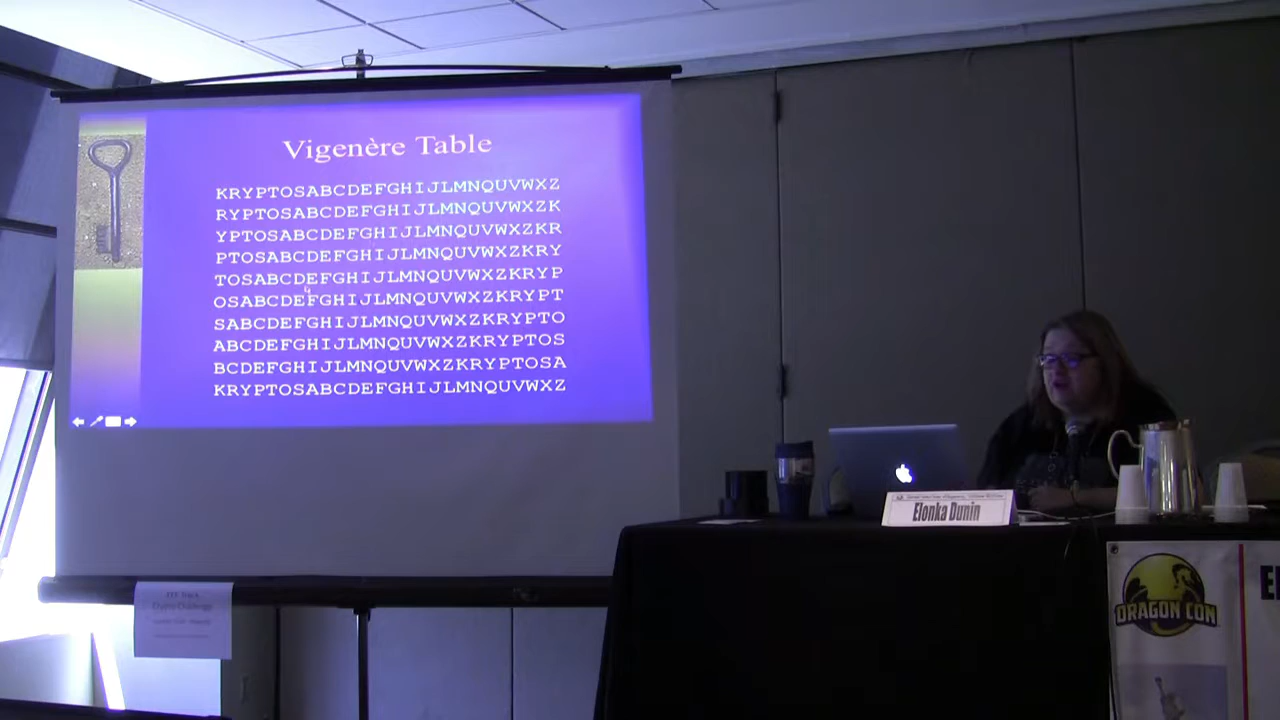 Vigenère Table
KRYPTOSABCDEFGHIJLMNQUVWXZ
RYPTOSABCDEFGHIJLMNQUVWXZK
YPTOSABCDEFGHIJLMNQUVWXZKR
PTOSABCDEFGHIJLMNQUVWXZKRY
TOSABCDEFGHIJLMNQUVWXZKRYP
OSABCDEFGHIJLMNQUVWXZKRYPT
SABCDEFGHIJLMNQUVWXZKRYPTO
ABCDEFGHIJLMNQUVWXZKRYPTOS
BCDEFGHIJLMNQUVWXZKRYPTOSA
KRYPTOSABCDEFGHIJLMNQUVWXZ
Elonka Dunin
DRAGON CON